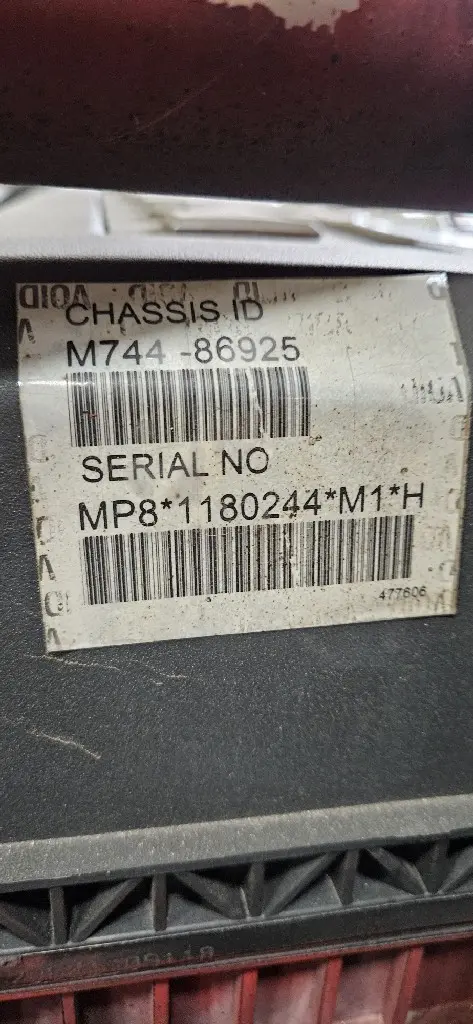 CHASSIS ID
M744-86925
SERIAL NO
MP8*1180244*M1*H
477606